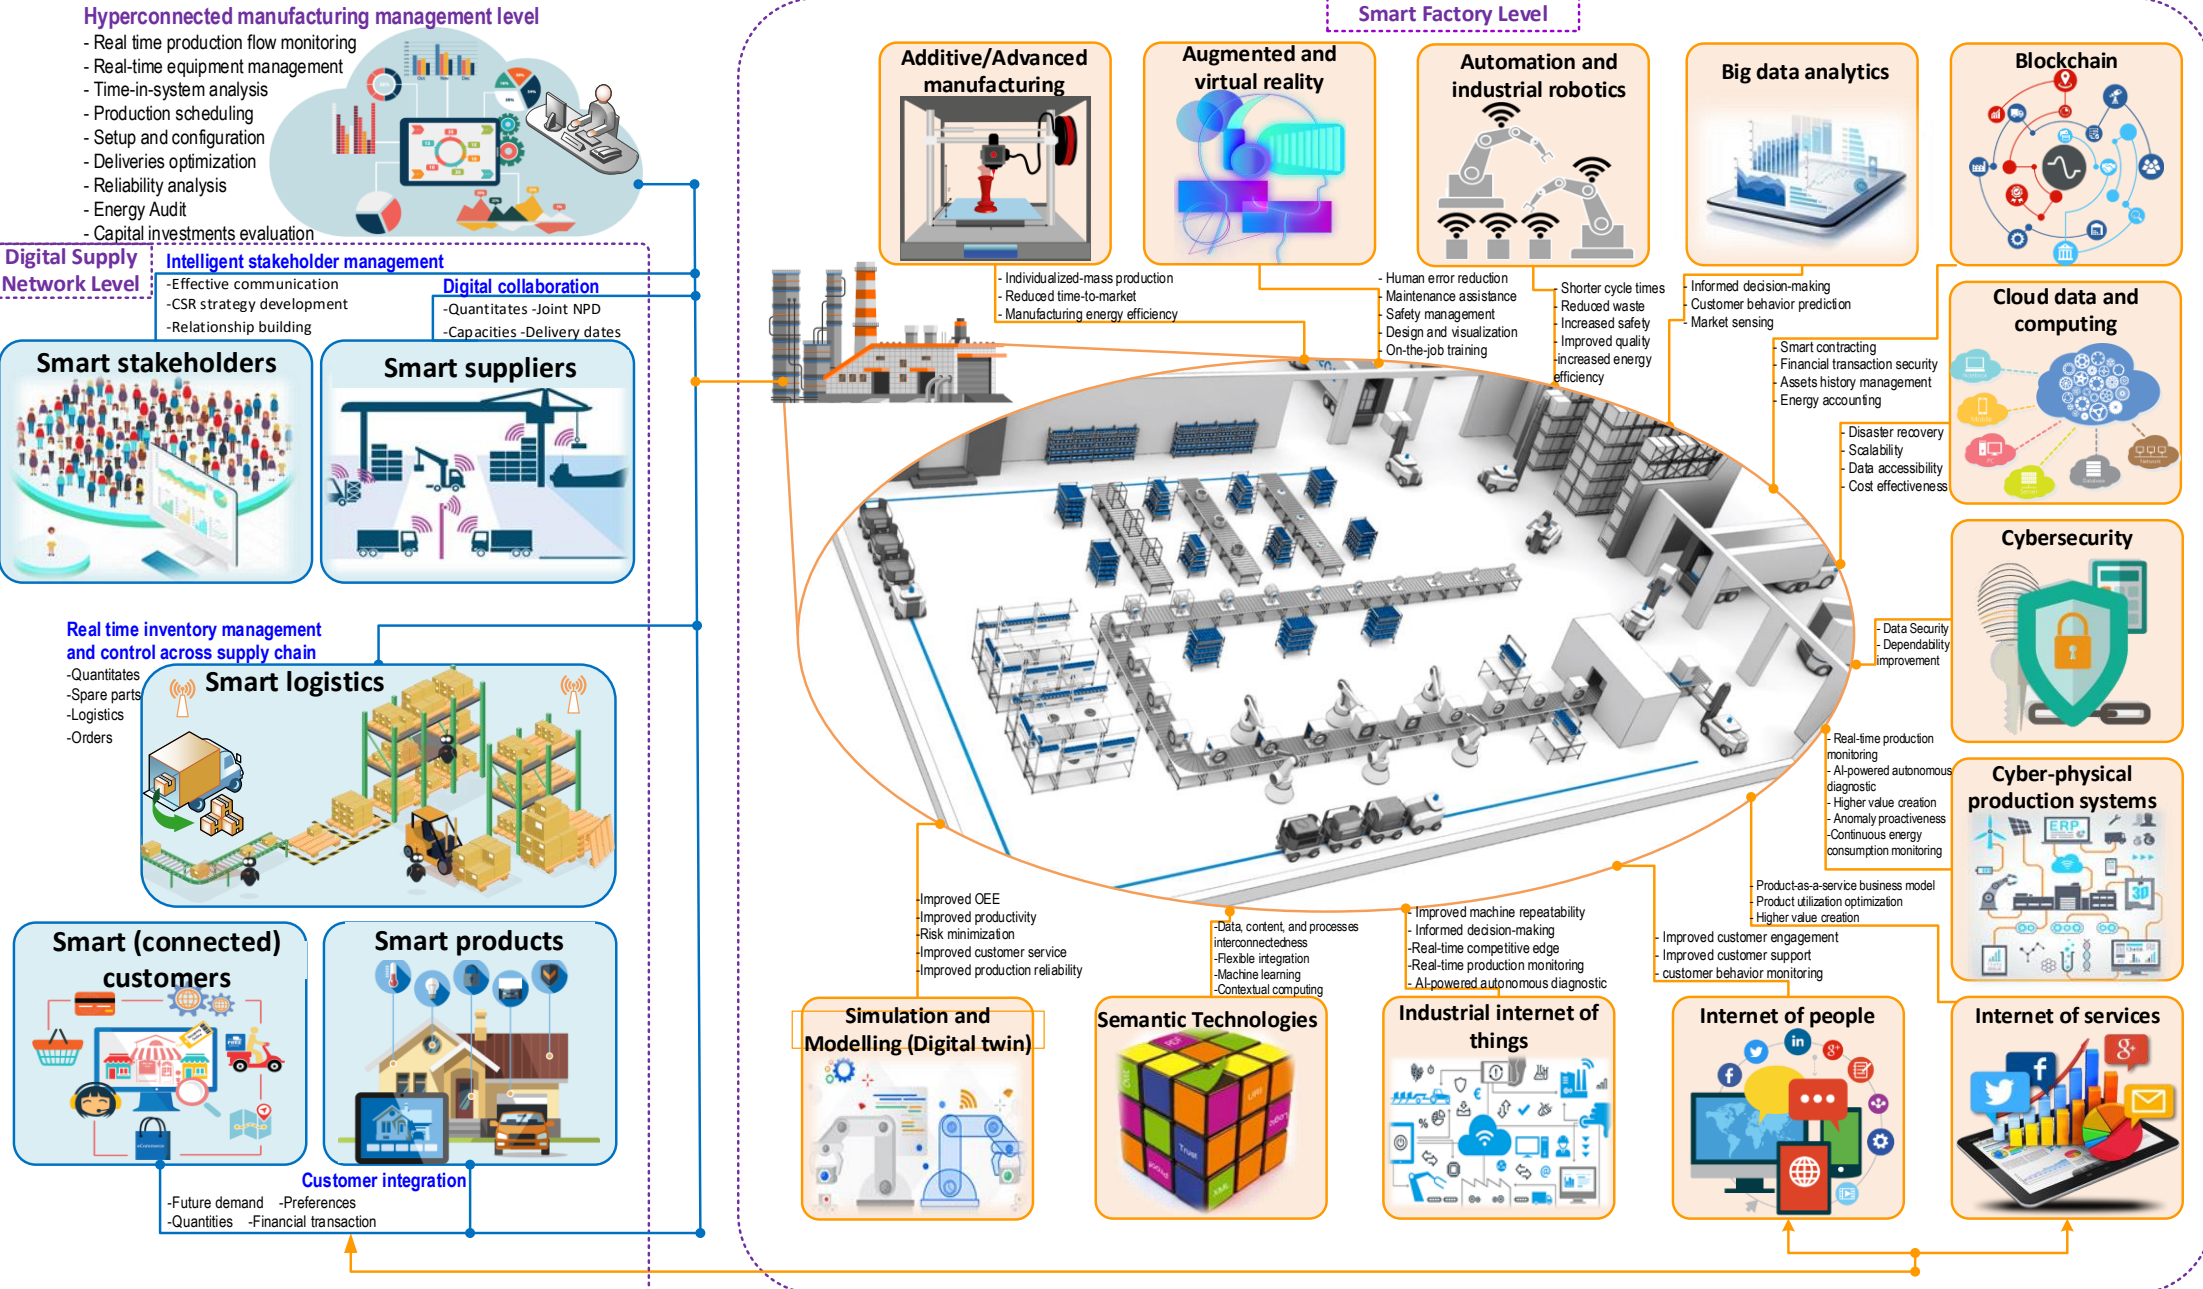 Hyperconnected manufacturing management level
- Real time production flow monitoring
- Real-time equipment management
- Time-in-system analysis
- Production scheduling
- Setup and configuration
- Deliveries optimization
- Reliability analysis
- Energy Audit
- Capital investments evaluation
Digital Supply
Network Level
Intelligent stakeholder management
-Effective communication
-CSR strategy development
-Relationship building
Digital collaboration
-Quantitates -Joint NPD
-Capacities -Delivery dates
Smart stakeholders
Smart suppliers
Real time inventory management
and control across supply chain
-Quantitates
-Spare parts
-Logistics
-Orders
Smart logistics
Smart (connected)
customers
Smart products
Customer integration
-Future demand -Preferences
-Quantities -Financial transaction
Smart Factory Level
Additive/Advanced
manufacturing
- Individualized-mass production
- Reduced time-to-market
- Manufacturing energy efficiency
Augmented and
virtual reality
- Human error reduction
- Maintenance assistance
- Safety management
- Design and visualization
- On-the-job training
Automation and
industrial robotics
- Shorter cycle times
- Reduced waste
- Increased safety
- Improved quality
-increased energy
efficiency
Big data analytics
- Informed decision-making
- Customer behavior prediction
- Market sensing
Blockchain
- Smart contracting
- Financial transaction security
- Assets history management
- Energy accounting
Cloud data and
computing
PC
Database
Network
- Disaster recovery
- Scalability
- Data accessibility
- Cost effectiveness
Cybersecurity
- Data Security
- Dependability
improvement
Cyber-physical
production systems
ERP
3D
- Real-time production
monitoring
- AI-powered autonomous
diagnostic
- Higher value creation
- Anomaly proactiveness
-Continuous energy
consumption monitoring
- Product-as-a-service business model
- Product utilization optimization
- Higher value creation
Internet of services
g+
- Improved customer engagement
- Improved customer support
- customer behavior monitoring
Internet of people
in
g+
- Improved machine repeatability
- Informed decision-making
-Real-time competitive edge
-Real-time production monitoring
- AI-powered autonomous diagnostic
Industrial internet of
things
-Data, content, and processes
interconnectedness
-Flexible integration
-Machine learning
-Contextual computing
Semantic Technologies
RDF
OWL
URI
Logic
Trust
Proof
XML
-Improved OEE
-Improved productivity
-Risk minimization
-Improved customer service
-Improved production reliability
Simulation and
Modelling (Digital twin)